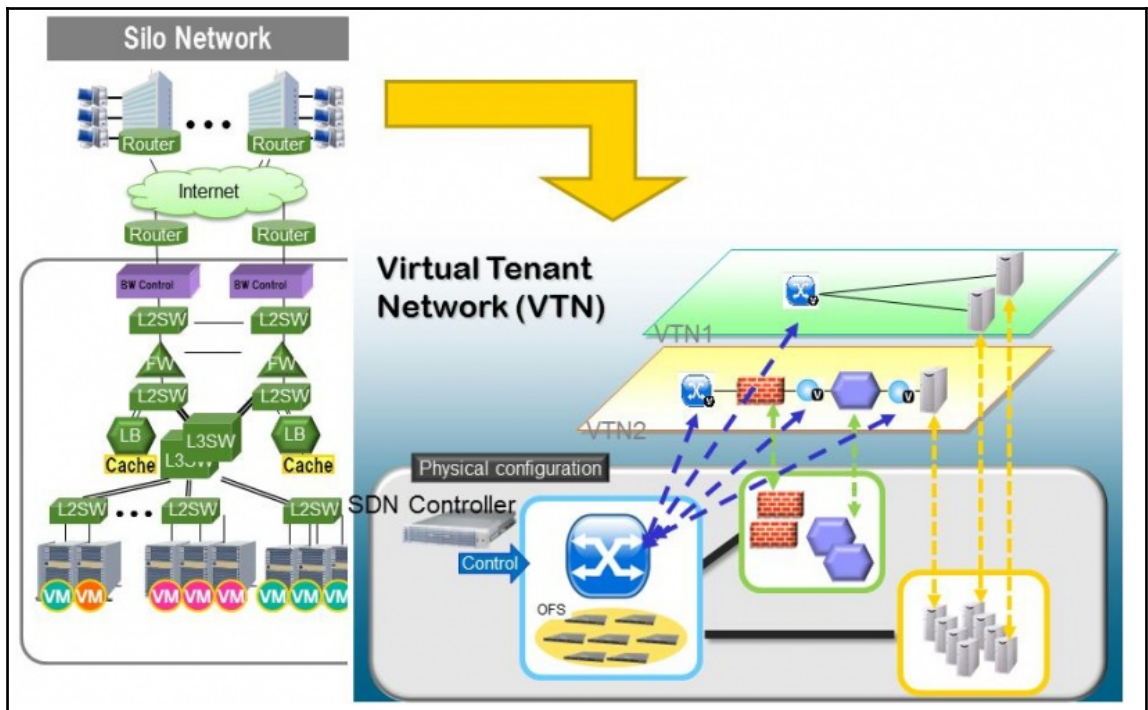 Silo Network
Router
Router
Internet
Router
Router
BW Control
BW Control
L2SW
L2SW
FW
FW
L2SW
L2SW
LB
L3SW
LB
Cache
L3SW
Cache
L2SW
L2SW
L2SW
VM VM
VM VM VM
VM VM VM
Virtual Tenant
Network (VTN)
V
VTN1
V
V
V
VTN2
Physical configuration
SDN Controller
Control
OFS